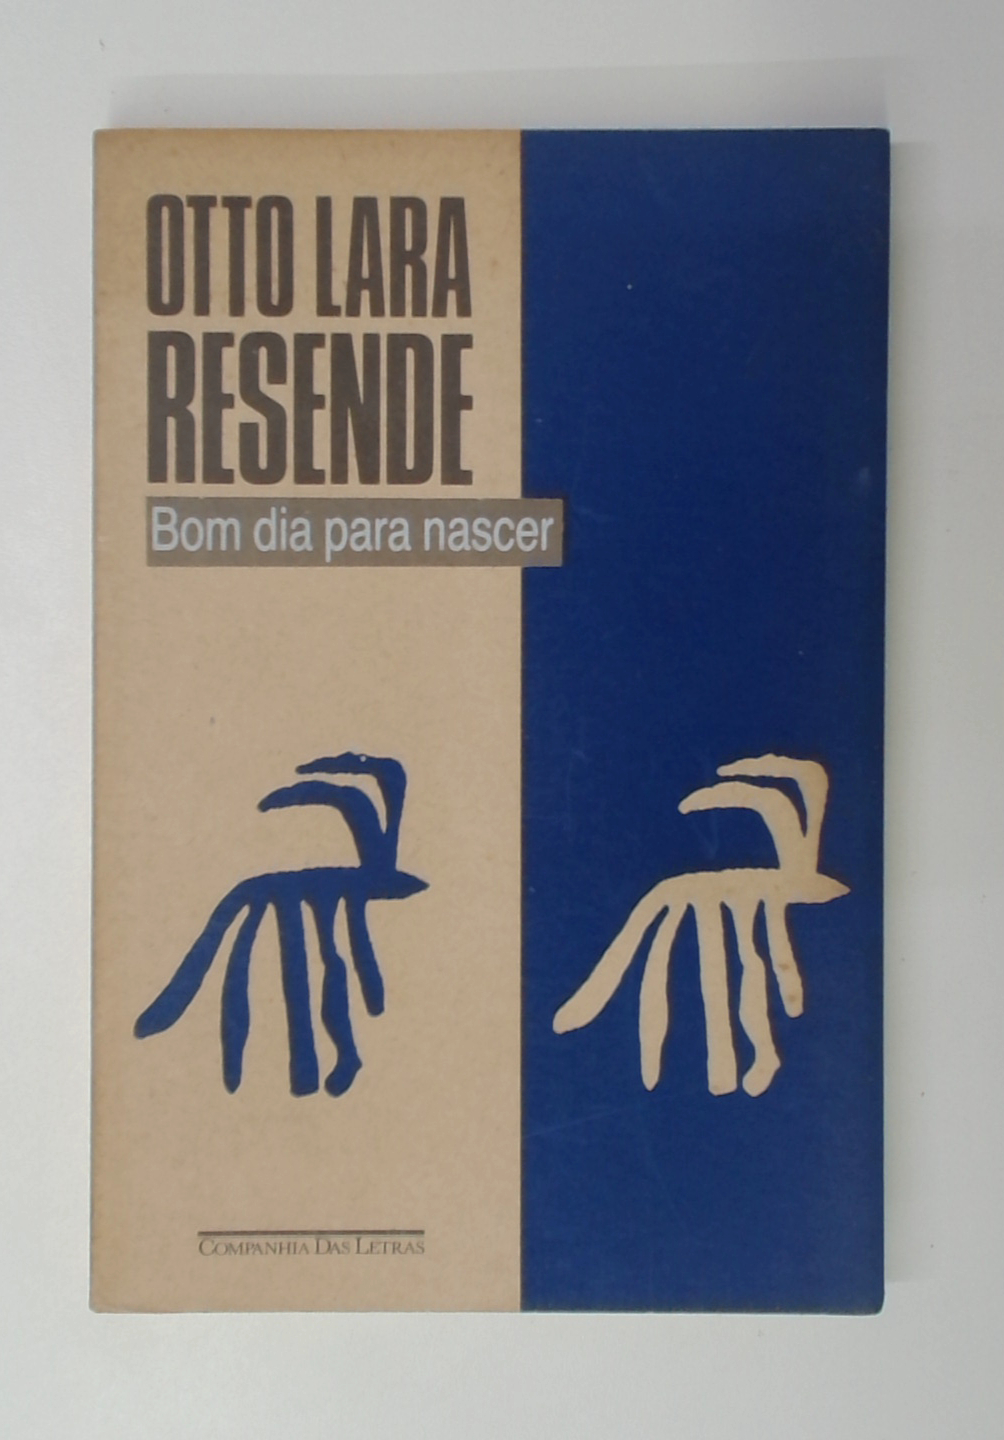 OTTO LARA
RESENDE
Bom dia para nascer
COMPANHIA DAS LETRAS